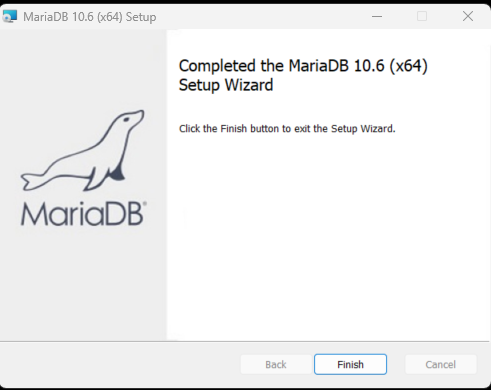 MariaDB 10.6 (x64) Setup
Completed the MariaDB 10.6 (x64)
Setup Wizard
Click the Finish button to exit the Setup Wizard.
MariaDB®
Back
Finish
Cancel